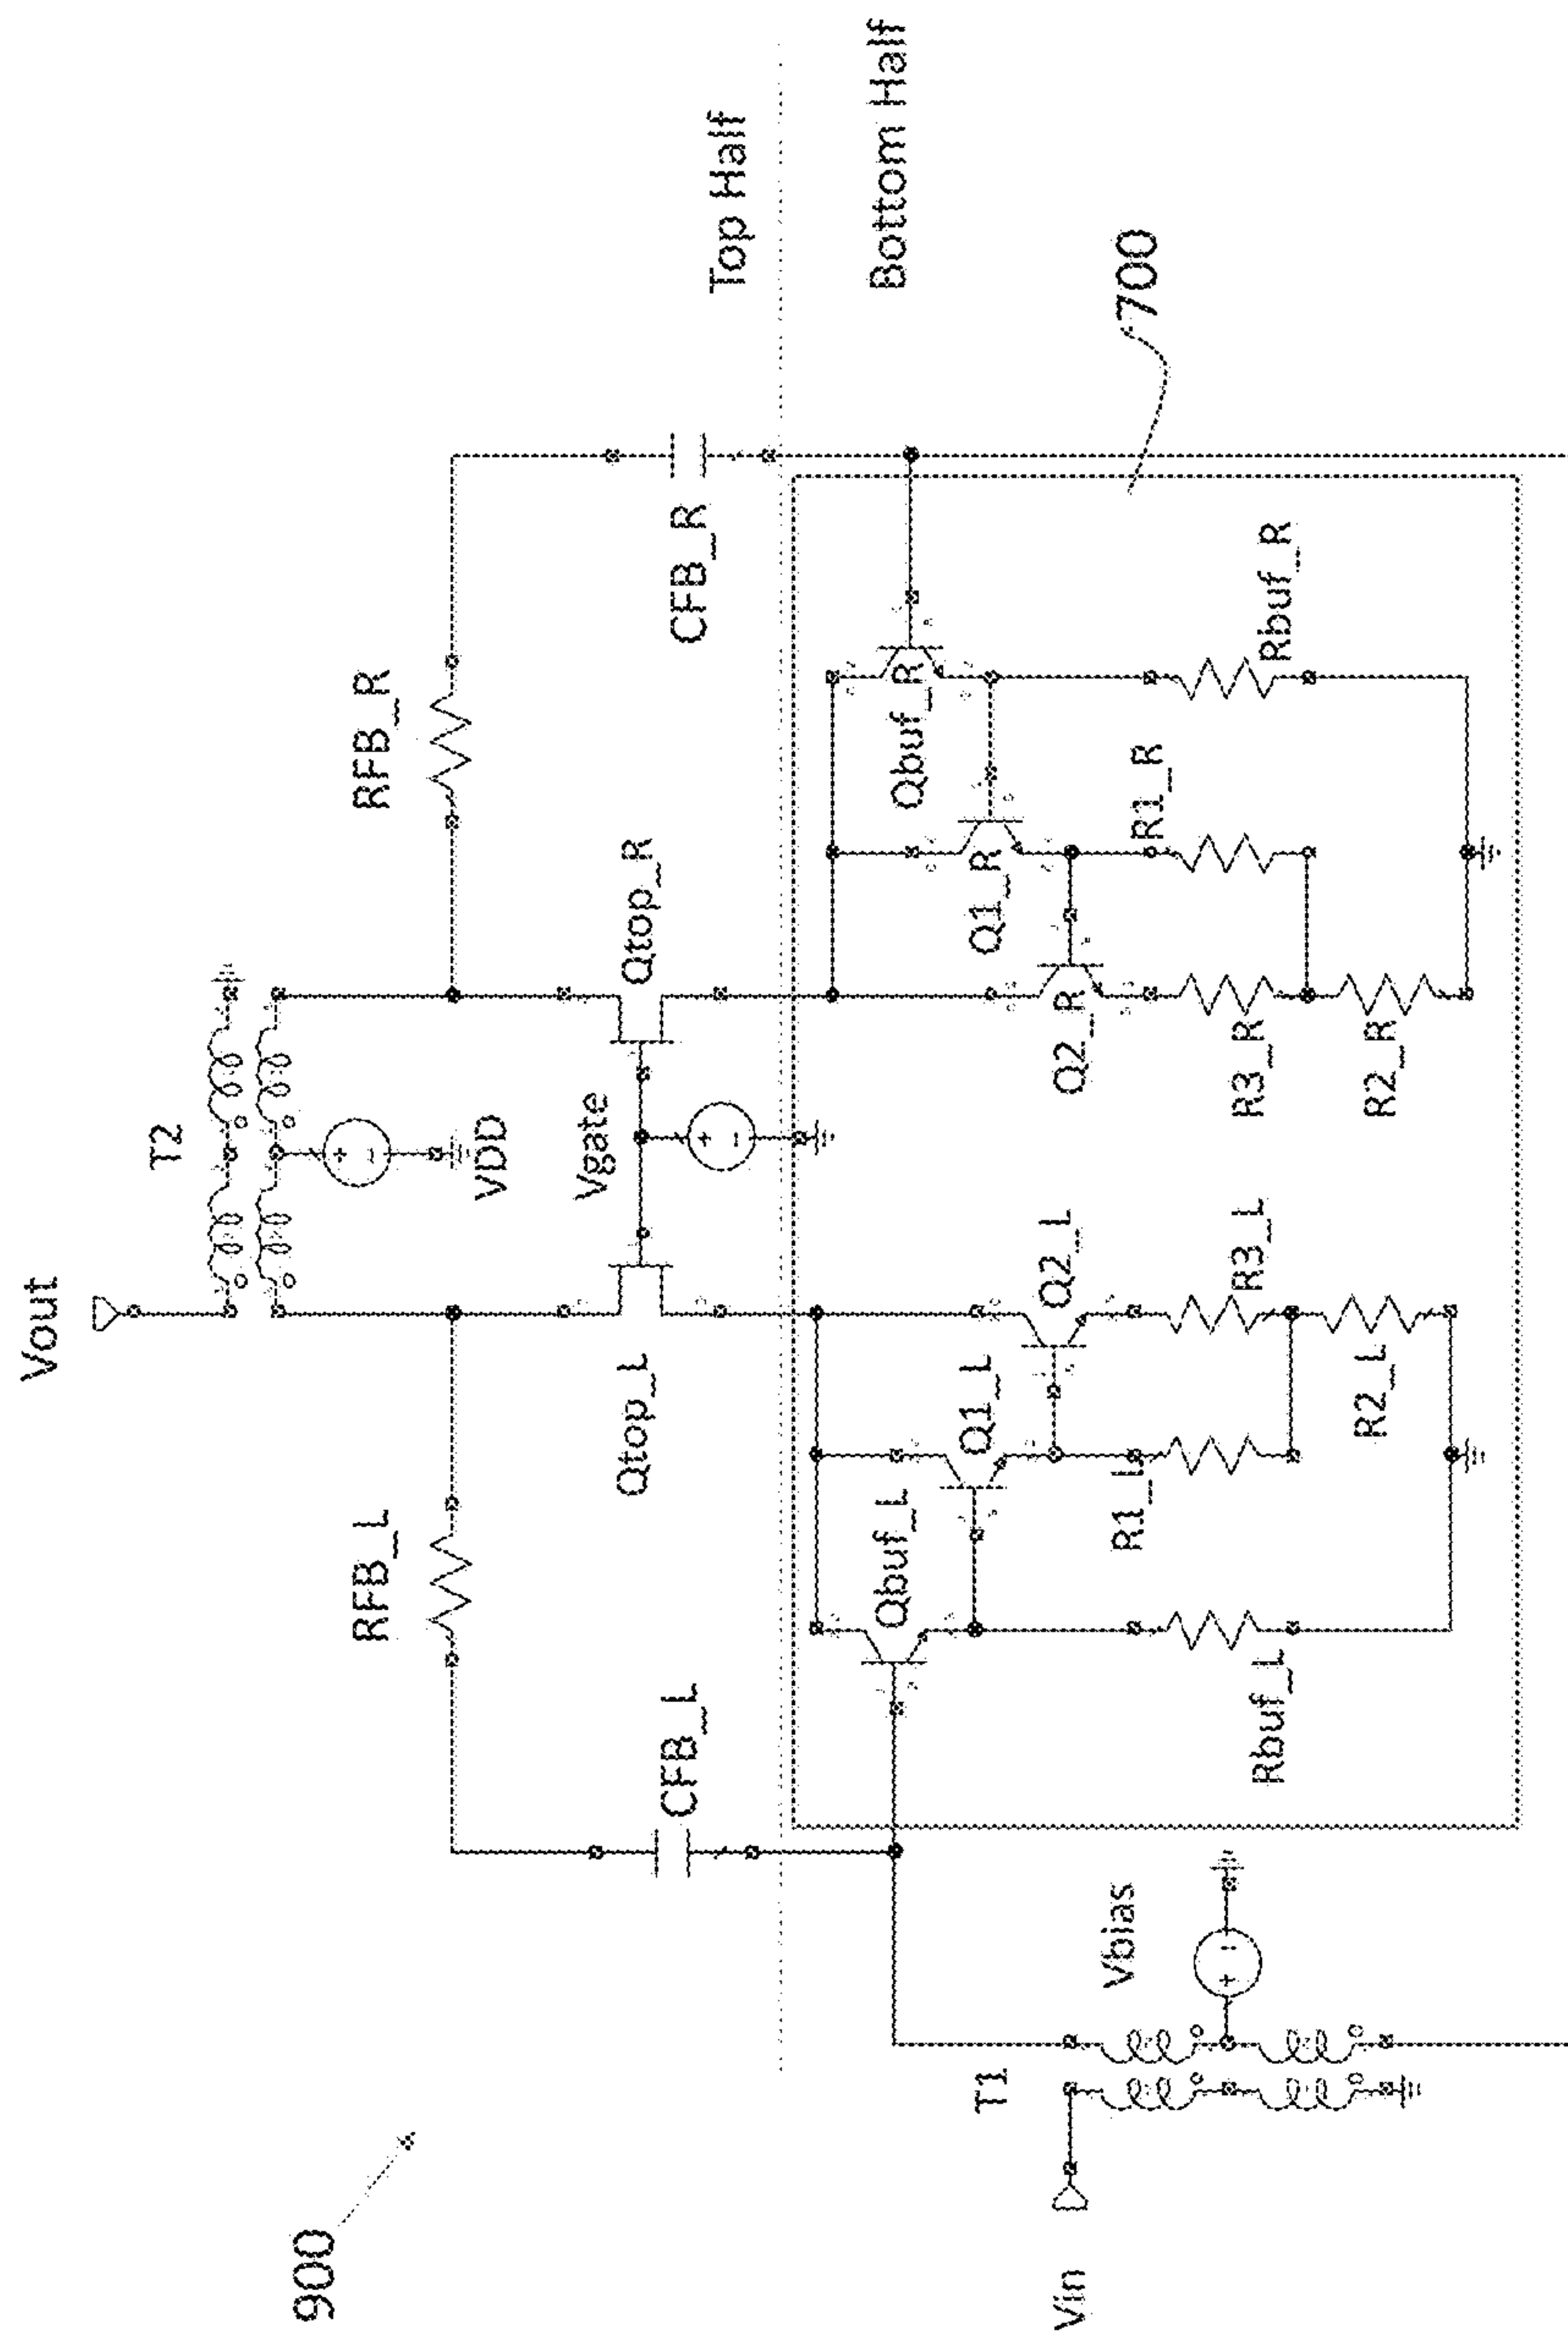 900
Vout
T2
VDD
RFB_L
RFB_R
Vgate
Qtop_L
Qtop_R
CFB_L
CFB_R
Top Half
Bottom Half
Qbuf_L
Q1_L
Q2_L
Q2_R
Q1_R
Qbuf_R
700
Vin
T1
Vbias
Rbuf_L
R1_L
R3_L
R2_L
R3_R
R2_R
R1_R
Rbuf_R